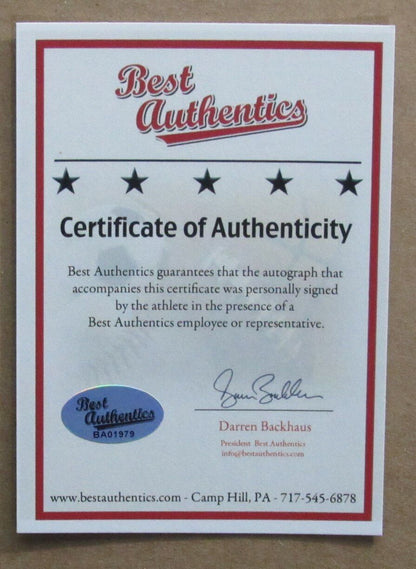 Best
Authentics
Certificate of Authenticity
Best Authentics guarantees that the autograph that
accompanies this certificate was personally signed
by the athlete in the presence of a
Best Authentics employee or representative.
Best
Authentics
BA01979
Darren Backhaus
President Best Authentics
info@bestauthentics.com
www.bestauthentics.com - Camp Hill, PA - 717-545-6878